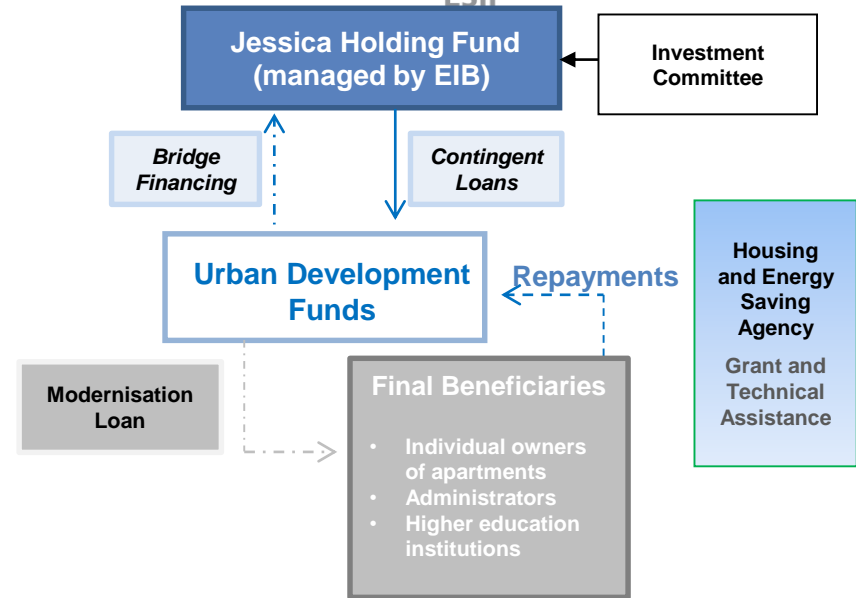 Jessica Holding Fund
(managed by EIB)
Investment
Committee
Bridge
Financing
Contingent
Loans
Urban Development
Funds
Repayments
Housing
and Energy
Saving
Agency
Grant and
Technical
Assistance
Modernisation
Loan
Final Beneficiaries
• Individual owners
of apartments
• Administrators
• Higher education
institutions